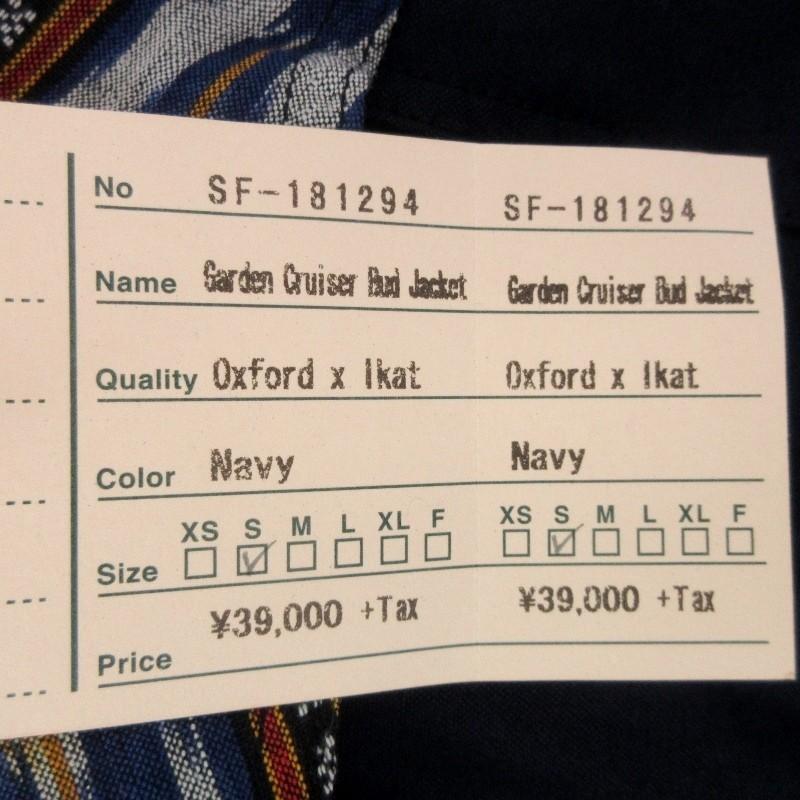 No SF-181294 SF-181294
Name Garden Cruiser Bud Jacket Garden Cruiser Bud Jacket
Quality Oxford x Ikat Oxford x Ikat
Color Navy Navy
XS S M L XL F XS S M L XL F
Size
¥39,000 +Tax ¥39,000 +Tax
Price